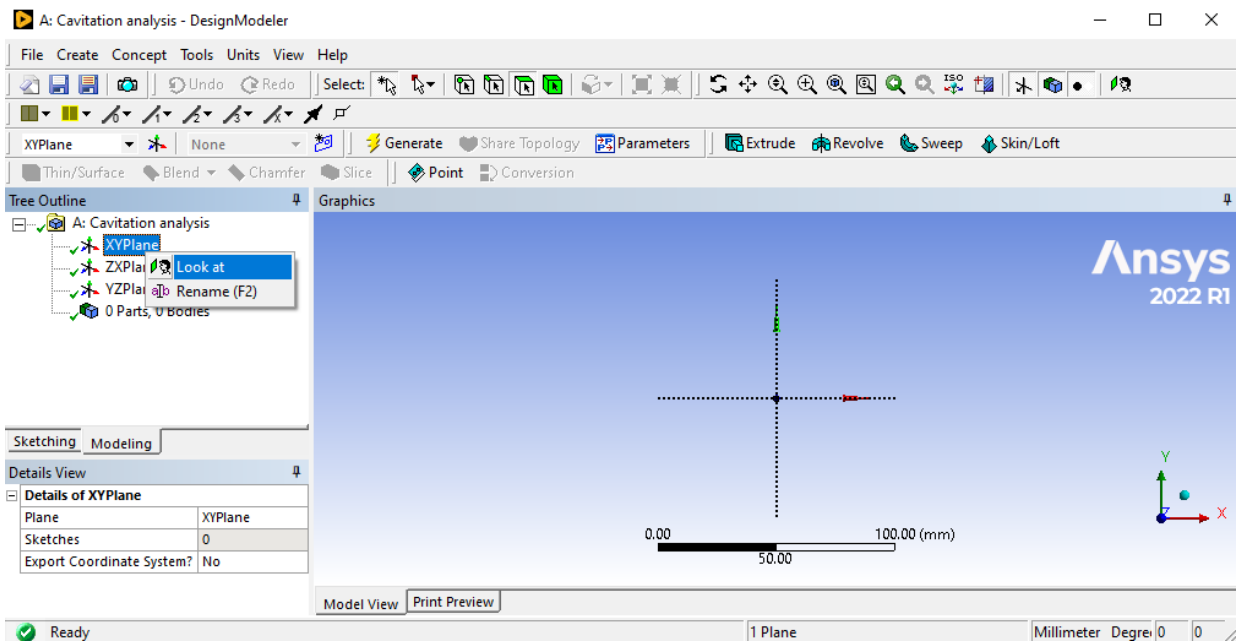 A: Cavitation analysis - DesignModeler
File Create Concept Tools Units View Help
Undo Redo Select: ISO
XYPlane None Generate Share Topology Parameters Extrude Revolve Sweep Skin/Loft
Thin/Surface Blend Chamfer Slice Point Conversion
Tree Outline
A: Cavitation analysis
XYPlane
ZXPlan
YZPlan
0 Parts, 0 Bodies
Look at
Rename (F2)
Sketching Modeling
Details View
Details of XYPlane
Plane XYPlane
Sketches 0
Export Coordinate System? No
Graphics
Ansys
2022 R1
Y
Z X
0.00 100.00 (mm)
50.00
Model View Print Preview
Ready 1 Plane Millimeter Degre 0 0